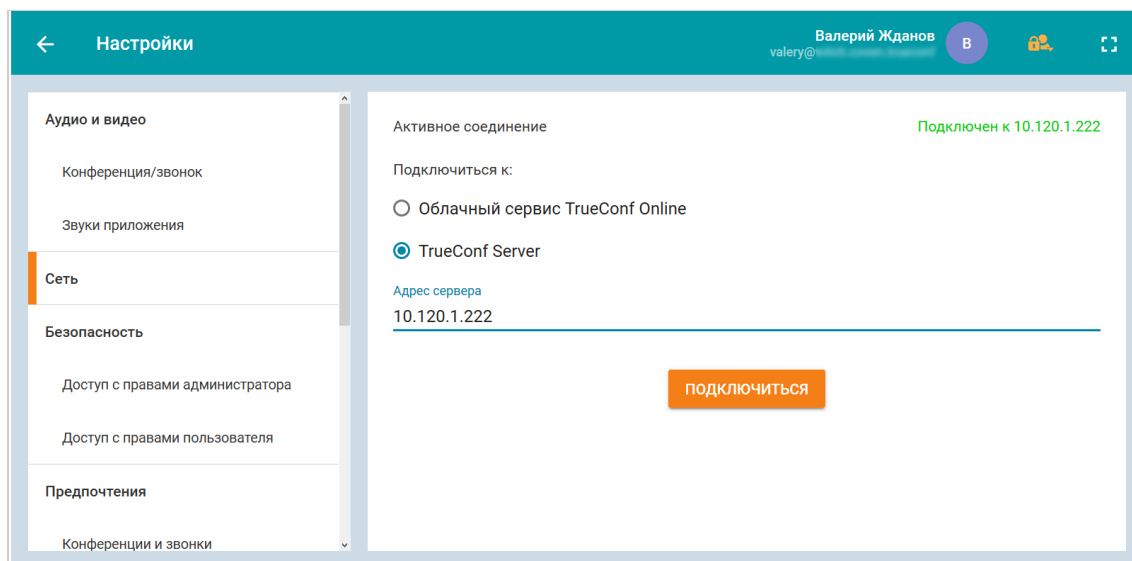 Настройки
Валерий Жданов
valery@
В
Аудио и видео
Конференция/звонок
Звуки приложения
Сеть
Безопасность
Доступ с правами администратора
Доступ с правами пользователя
Предпочтения
Конференции и звонки
Активное соединение
Подключен к 10.120.1.222
Подключиться к:
Облачный сервис TrueConf Online
TrueConf Server
Адрес сервера
10.120.1.222
ПОДКЛЮЧИТЬСЯ